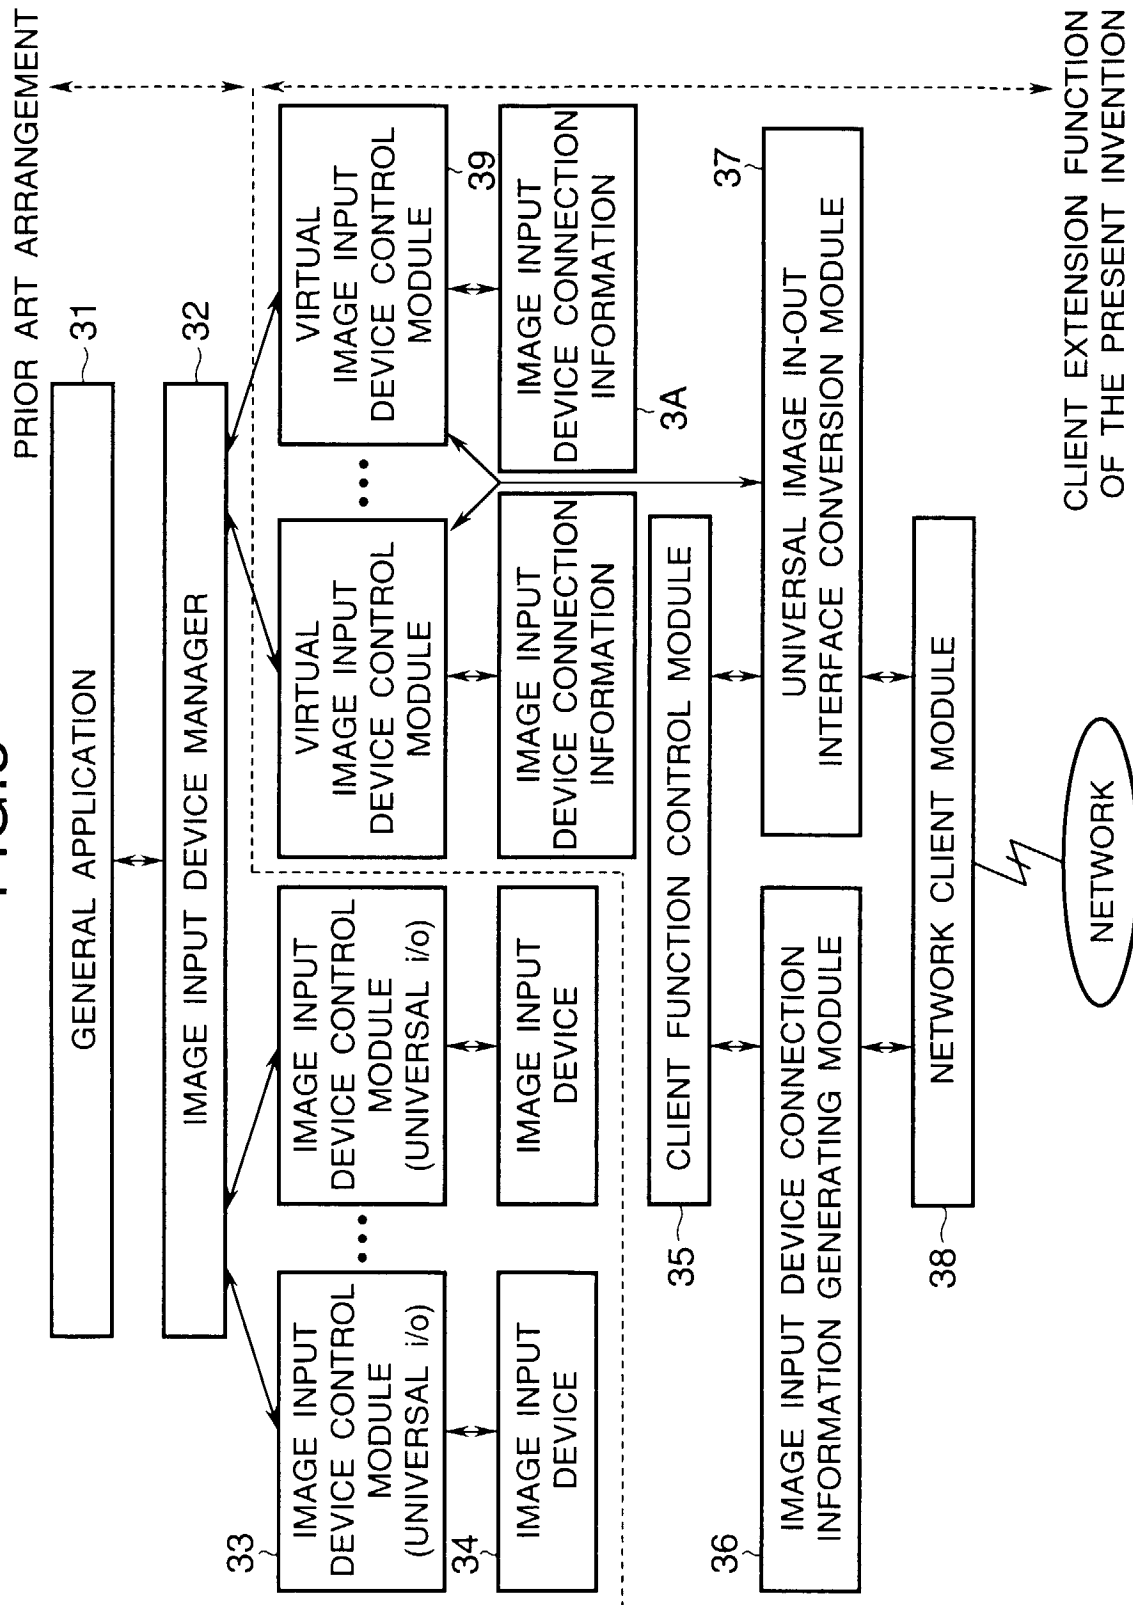 PRIOR ART ARRANGEMENT
GENERAL APPLICATION
31
IMAGE INPUT DEVICE MANAGER
32
33
IMAGE INPUT
DEVICE CONTROL
MODULE
(UNIVERSAL i/o)
IMAGE INPUT
DEVICE CONTROL
MODULE
(UNIVERSAL i/o)
VIRTUAL
IMAGE INPUT
DEVICE CONTROL
MODULE
VIRTUAL
IMAGE INPUT
DEVICE CONTROL
MODULE
39
34
IMAGE INPUT
DEVICE
IMAGE INPUT
DEVICE
IMAGE INPUT
DEVICE CONNECTION
INFORMATION
IMAGE INPUT
DEVICE CONNECTION
INFORMATION
3A
35
CLIENT FUNCTION CONTROL MODULE
36
IMAGE INPUT DEVICE CONNECTION
INFORMATION GENERATING MODULE
UNIVERSAL IMAGE IN-OUT
INTERFACE CONVERSION MODULE
37
38
NETWORK CLIENT MODULE
NETWORK
CLIENT EXTENSION FUNCTION
OF THE PRESENT INVENTION